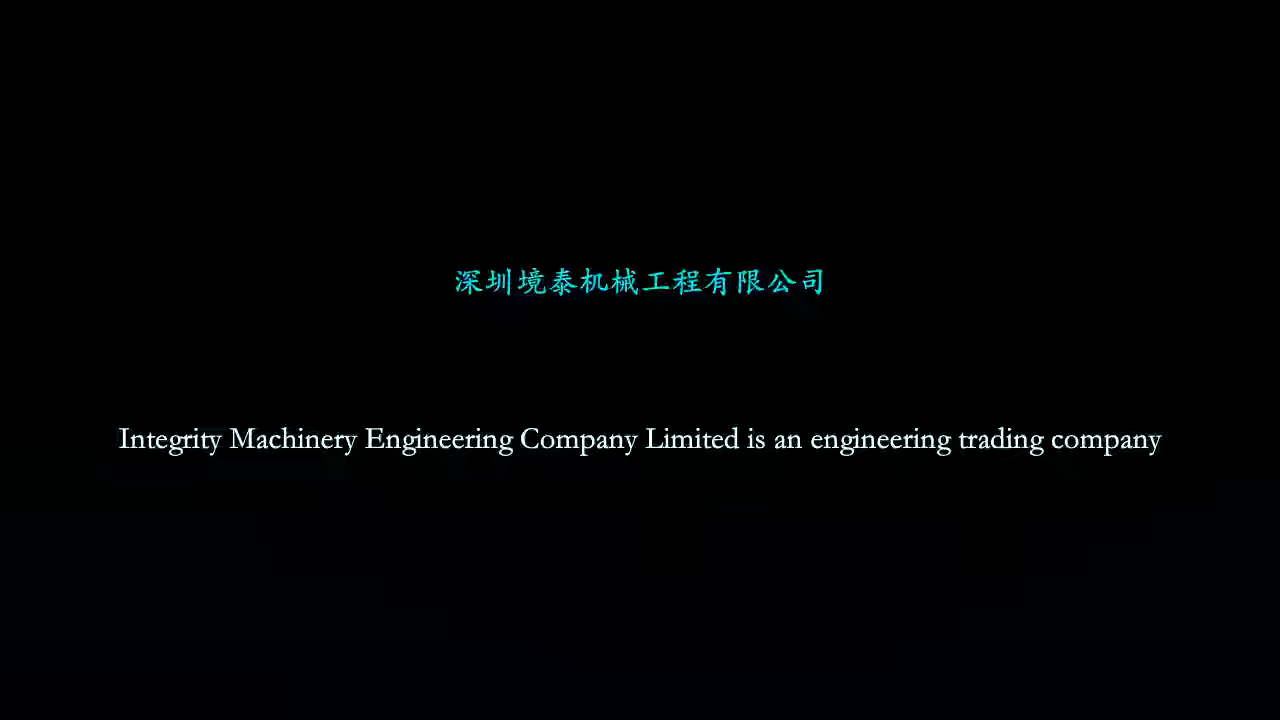 深圳境泰机械工程有限公司
Integrity Machinery Engineering Company Limited is an engineering trading company